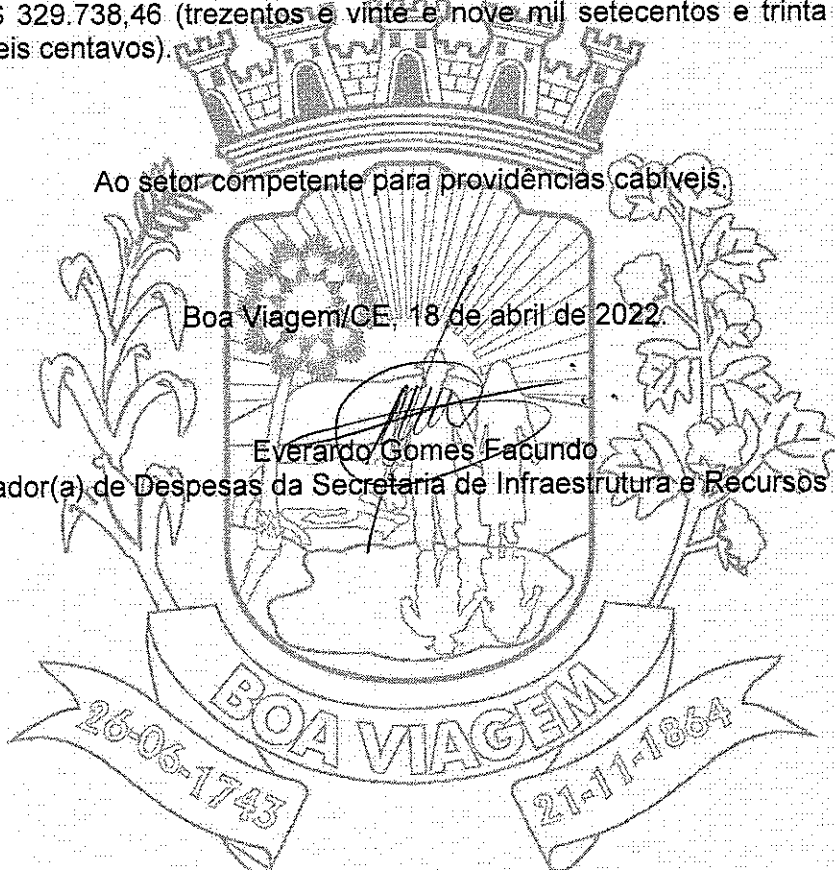 329.738,46 (trezentos e vinte e nove mil setecentos e trinta
eis centavos).
Ao setor competente para providências cabíveis.
Boa Viagem/CE, 18 de abril de 2022.
Everardo Gomes Facundo
ador(a) de Despesas da Secretaria de Infraestrutura e Recursos
BOA VIAGEM
26-06-1743
21-11-1864